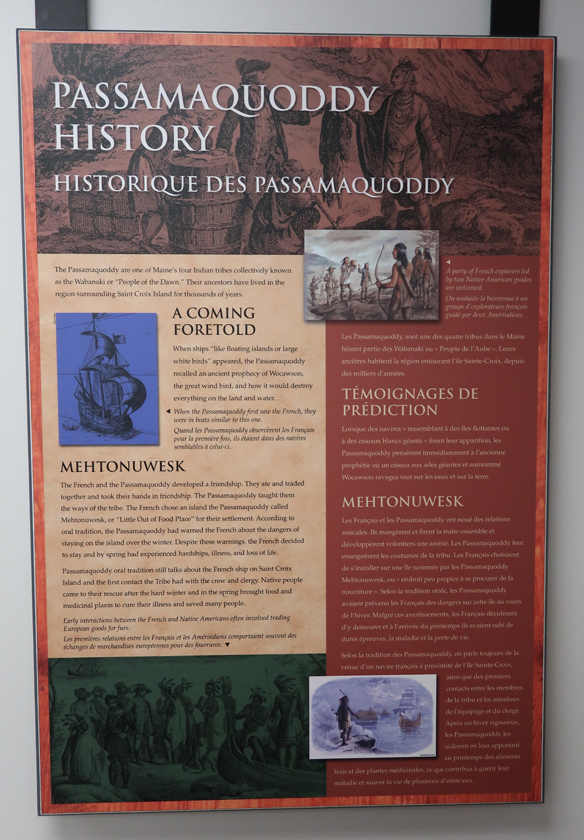 PASSAMAQUODDY
HISTORY
HISTORIQUE DES PASSAMAQUODDY
The Passamaquoddy are one of Maine's four Indian tribes collectively known
as the Wabanaki or "People of the Dawn." Their ancestors have lived in the
region surrounding Saint Croix Island for thousands of years.
A COMING
FORETOLD
When ships "like floating islands or large
white birds" appeared, the Passamaquoddy
recalled an ancient prophecy of Wocawson,
the great wind bird, and how it would destroy
everything on the land and water.
When the Passamaquoddy first saw the French, they
were in boats similar to this one.
Quand les Passamaquoddy observèrent les Français
pour la première fois, ils étaient dans des navires
semblables à celui-ci.
MEHTONUWESK
The French and the Passamaquoddy developed a friendship. They ate and traded
together and took their hands in friendship. The Passamaquoddy taught them
the ways of the tribe. The French chose an island the Passamaquoddy called
Mehtonuwesk, or "Little Out of Food Place" for their settlement. According to
oral tradition, the Passamaquoddy had warned the French about the dangers of
staying on the island over the winter. Despite these warnings, the French decided
to stay and by spring had experienced hardships, illness, and loss of life.
Passamaquoddy oral tradition still talks about the French ship on Saint Croix
Island and the first contact the Tribe had with the crew and clergy. Native people
came to their rescue after the hard winter and in the spring brought food and
medicinal plants to cure their illness and saved many people.
Early interactions between the French and Native Americans often involved trading
European goods for furs.
Les premières relations entre les Français et les Amérindiens comportaient souvent des
échanges de marchandises européennes pour des fourrures.
A party of French explorers led
by two Native American guides
are welcomed.
On souhaite la bienvenue à un
groupe d'explorateurs français
guidé par deux Amérindiens.
Les Passamaquoddy, sont une des quatre tribus dans le Maine
faisant partie des Wabanaki ou « Peuple de l'Aube ». Leurs
ancêtres habitent la région entourant l'île Sainte-Croix, depuis
des milliers d'années.
TÉMOIGNAGES DE
PRÉDICTION
Lorsque des navires « ressemblant à des îles flottantes ou
à des oiseaux blancs géants » firent leur apparition, les
Passamaquoddy pensèrent immédiatement à l'ancienne
prophétie où un oiseau aux ailes géantes et surnommé
Wocawson ravagea tout sur les eaux et sur la terre.
MEHTONUWESK
Les Français et les Passamaquoddy ont noué des relations
amicales. Ils mangèrent et firent la traite ensemble et
développèrent volontiers une amitié. Les Passamaquoddy leur
enseignèrent les coutumes de la tribu. Les Français choisirent
de s'installer sur une île nommée par les Passamaquoddy
Mehtonuwesk, ou « endroit peu propice à se procurer de la
nourriture ». Selon la tradition orale, les Passamaquoddy
avaient prévenu les Français des dangers sur cette île au cours
de l'hiver. Malgré ces avertissements, les Français décidèrent
d'y demeurer et à l'arrivée du printemps ils avaient subi de
dures épreuves, la maladie et la perte de vie.
Selon la tradition des Passamaquoddy, on parle toujours de la
venue d'un navire français à proximité de l'île Sainte-Croix,
ainsi que des premiers
contacts entre les membres
de la tribu et les membres
de l'équipage et du clergé.
Après un hiver rigoureux,
les Passamaquoddy les
aidèrent en leur apportant
au printemps des aliments
frais et des plantes médicinales, ce qui contribua à guérir leur
maladie et sauver la vie de plusieurs d'entre eux.